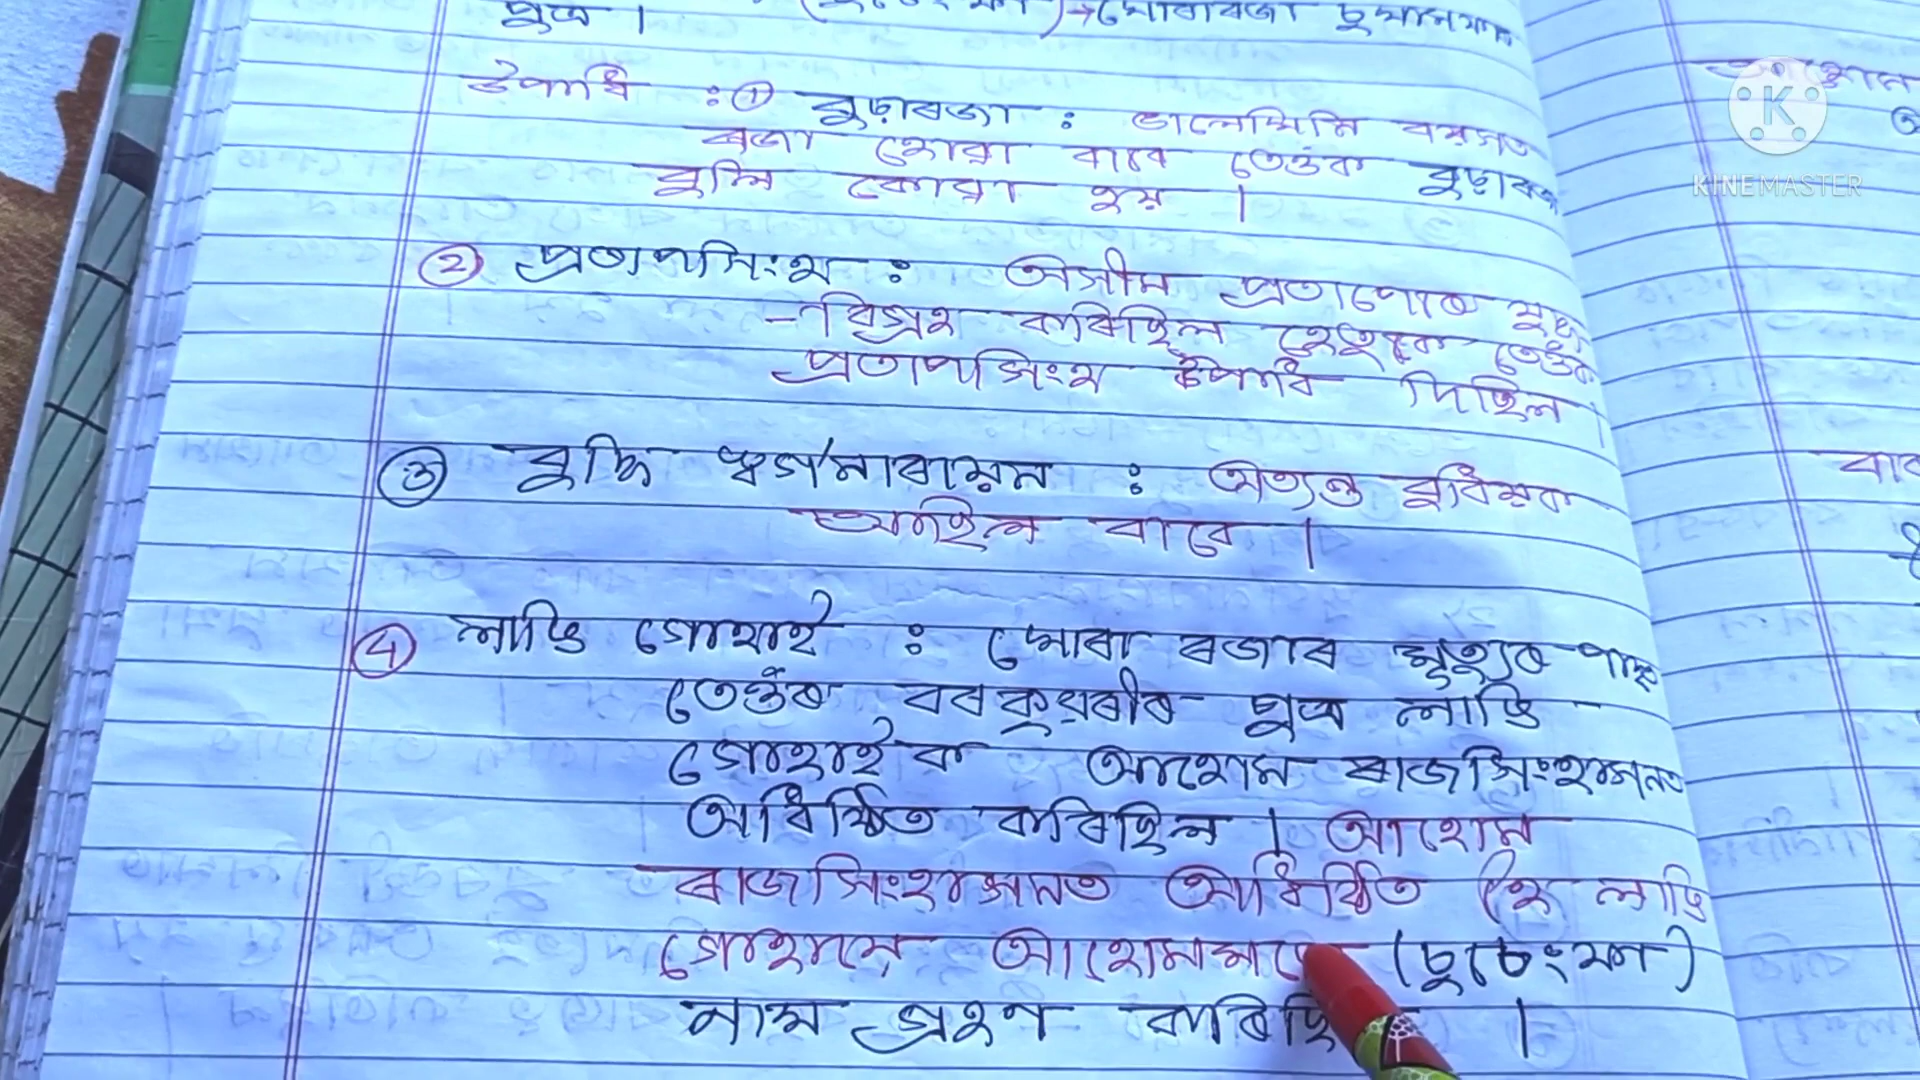 পুত্ৰ । (চুচেংফা) → খোৰাৰজা চুখামফাৰ
উপাধি : ① বুঢ়াৰজা : ভালেখিনি বয়সত
ৰজা হোৱা বাবে তেওঁক বুঢ়াৰজা
বুলি কোৱা হয় ।
② প্ৰতাপসিংহ : অসীম প্ৰতাপেৰে যুদ্ধ
-বিগ্ৰহ কৰিছিল হেতুকে তেওঁক
প্ৰতাপসিংহ উপাধি দিছিল ।
③ বুদ্ধি স্বৰ্গনাৰায়ন : অত্যন্ত বুধিয়ক
আছিল বাবে ।
④ লাঙি গোহাই : খোৰা ৰজাৰ মৃত্যুৰ পাছত
তেওঁৰ বৰকুৱৰীৰ পুত্ৰ লাঙি
গোহাইক আহোম ৰাজসিংহাসনত
অধিষ্ঠিত কৰিছিল । আহোম
ৰাজসিংহাসনত অধিষ্ঠিত হৈ লাঙি
গোহায়ে আহোমমতে (চুচেংফা)
নাম গ্ৰহণ কৰিছি ।
KINEMASTER